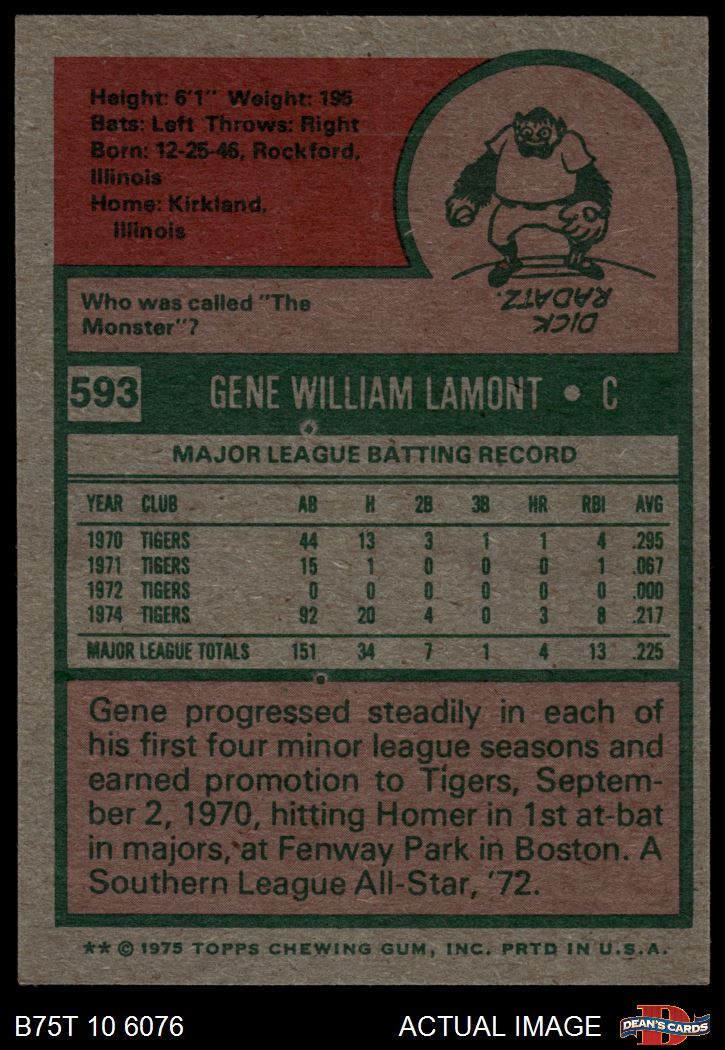 Height: 6'1" Weight: 195
Bats: Left Throws: Right
Born: 12-25-46, Rockford,
Illinois
Home: Kirkland,
Illinois
DICK
RADATZ.
Who was called "The
Monster"?
593 GENE WILLIAM LAMONT • C
MAJOR LEAGUE BATTING RECORD
YEAR CLUB AB H 2B 3B HR RBI AVG
1970 TIGERS 44 13 3 1 1 4 .295
1971 TIGERS 15 1 0 0 0 1 .067
1972 TIGERS 0 0 0 0 0 0 .000
1974 TIGERS 92 20 4 0 3 8 .217
MAJOR LEAGUE TOTALS 151 34 7 1 4 13 .225
Gene progressed steadily in each of
his first four minor league seasons and
earned promotion to Tigers, Septem-
ber 2, 1970, hitting Homer in 1st at-bat
in majors, at Fenway Park in Boston. A
Southern League All-Star, '72.
** © 1975 TOPPS CHEWING GUM, INC. PRTD IN U.S.A.
B75T 10 6076 ACTUAL IMAGE D DEAN'S CARDS